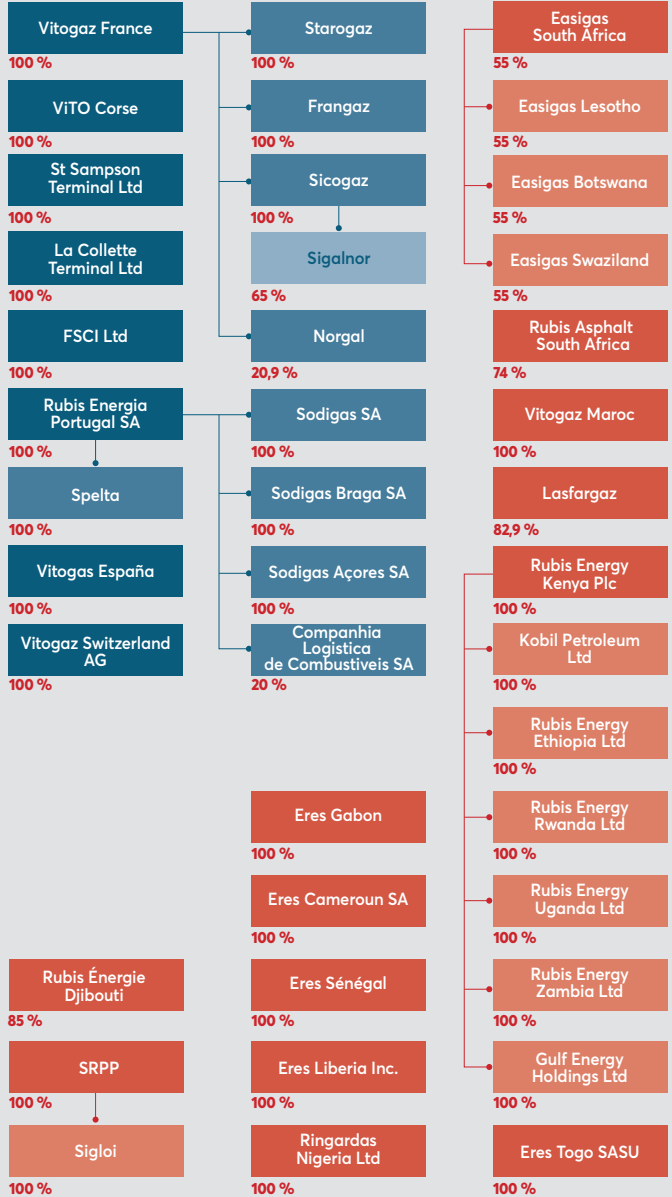 Vitogaz France
100 %
ViTO Corse
100 %
St Sampson
Terminal Ltd
100 %
La Collette
Terminal Ltd
100 %
FSCI Ltd
100 %
Rubis Energia
Portugal SA
100 %
Spelta
100 %
Vitogas España
100 %
Vitogaz Switzerland
AG
100 %
Rubis Énergie
Djibouti
85 %
SRPP
100 %
Sigloi
100 %
Starogaz
100 %
Frangaz
100 %
Sicogaz
100 %
Sigalnor
65 %
Norgal
20,9 %
Sodigas SA
100 %
Sodigas Braga SA
100 %
Sodigas Açores SA
100 %
Companhia
Logistica
de Combustiveis SA
20 %
Eres Gabon
100 %
Eres Cameroun SA
100 %
Eres Sénégal
100 %
Eres Liberia Inc.
100 %
Ringardas
Nigeria Ltd
100 %
Easigas
South Africa
55 %
Easigas Lesotho
55 %
Easigas Botswana
55 %
Easigas Swaziland
55 %
Rubis Asphalt
South Africa
74 %
Vitogaz Maroc
100 %
Lasfargaz
82,9 %
Rubis Energy
Kenya Plc
100 %
Kobil Petroleum
Ltd
100 %
Rubis Energy
Ethiopia Ltd
100 %
Rubis Energy
Rwanda Ltd
100 %
Rubis Energy
Uganda Ltd
100 %
Rubis Energy
Zambia Ltd
100 %
Gulf Energy
Holdings Ltd
100 %
Eres Togo SASU
100 %